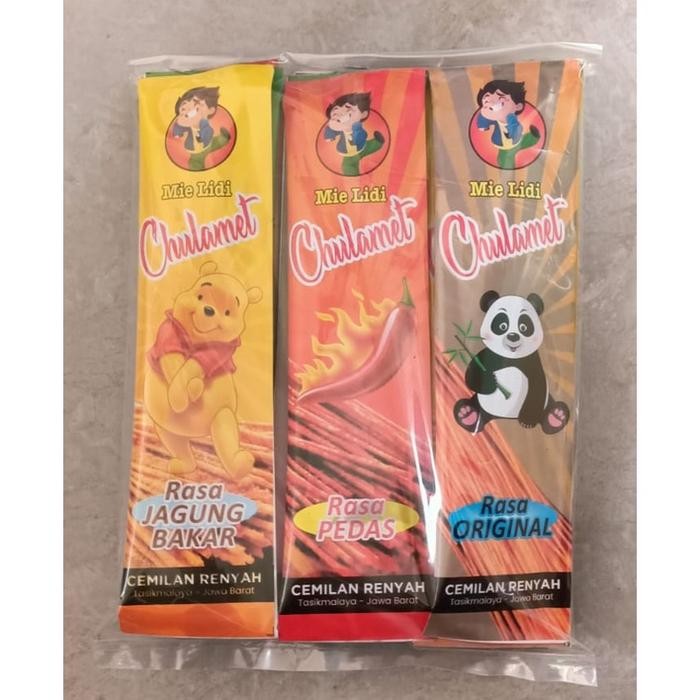 Mie Lidi
Chulamet
Rasa
JAGUNG
BAKAR
CEMILAN RENYAH
Tasikmalaya - Jawa Barat
Mie Lidi
Chulamet
Rasa
PEDAS
CEMILAN RENYAH
Tasikmalaya - Jawa Barat
Mie Lidi
Chulamet
Rasa
ORIGINAL
CEMILAN RENYAH
Tasikmalaya - Jawa Barat